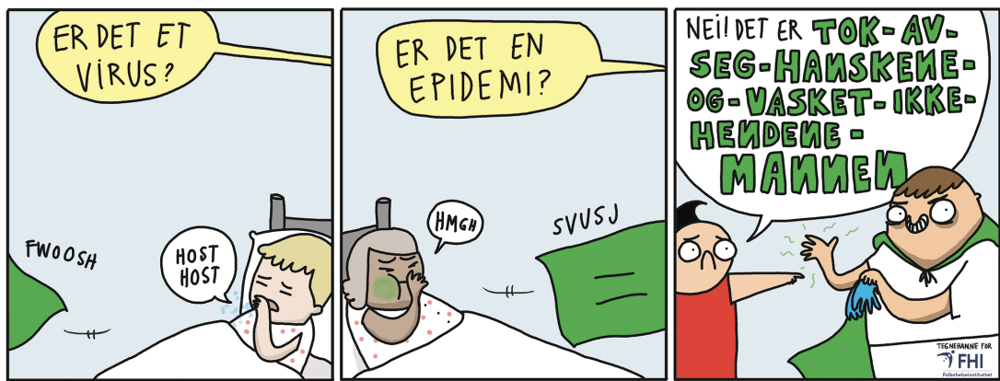 ER DET ET
VIRUS?
FWOOSH
HOST
HOST
ER DET EN
EPIDEMI?
HMGH
SVUSJ
NEI! DET ER TOK-AV-
SEG-HANSKENE-
OG-VASKET-IKKE-
HENDENE-
MANNEN
TEGNEHANNE FOR
FHI
Folkehelseinstituttet